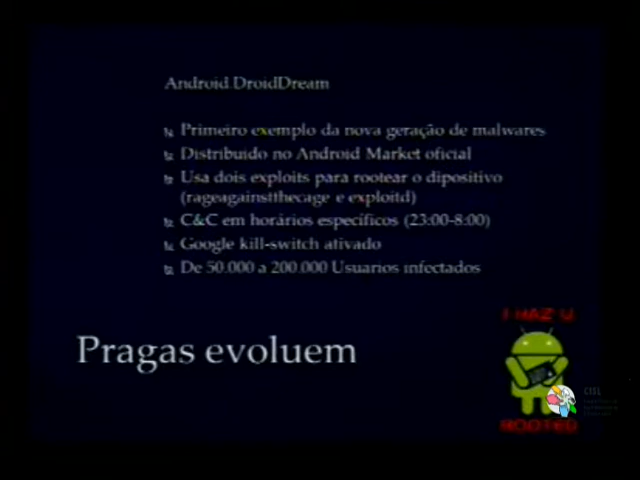 Android.DroidDream
Primeiro exemplo da nova geração de malwares
Distribuido no Android Market oficial
Usa dois exploits para rootear o dipositivo
(rageagainstthecage e exploitd)
C&C em horários específicos (23:00-8:00)
Google kill-switch ativado
De 50.000 a 200.000 Usuarios infectados
Pragas evoluem
I HAZ U
ROOTED
CISL